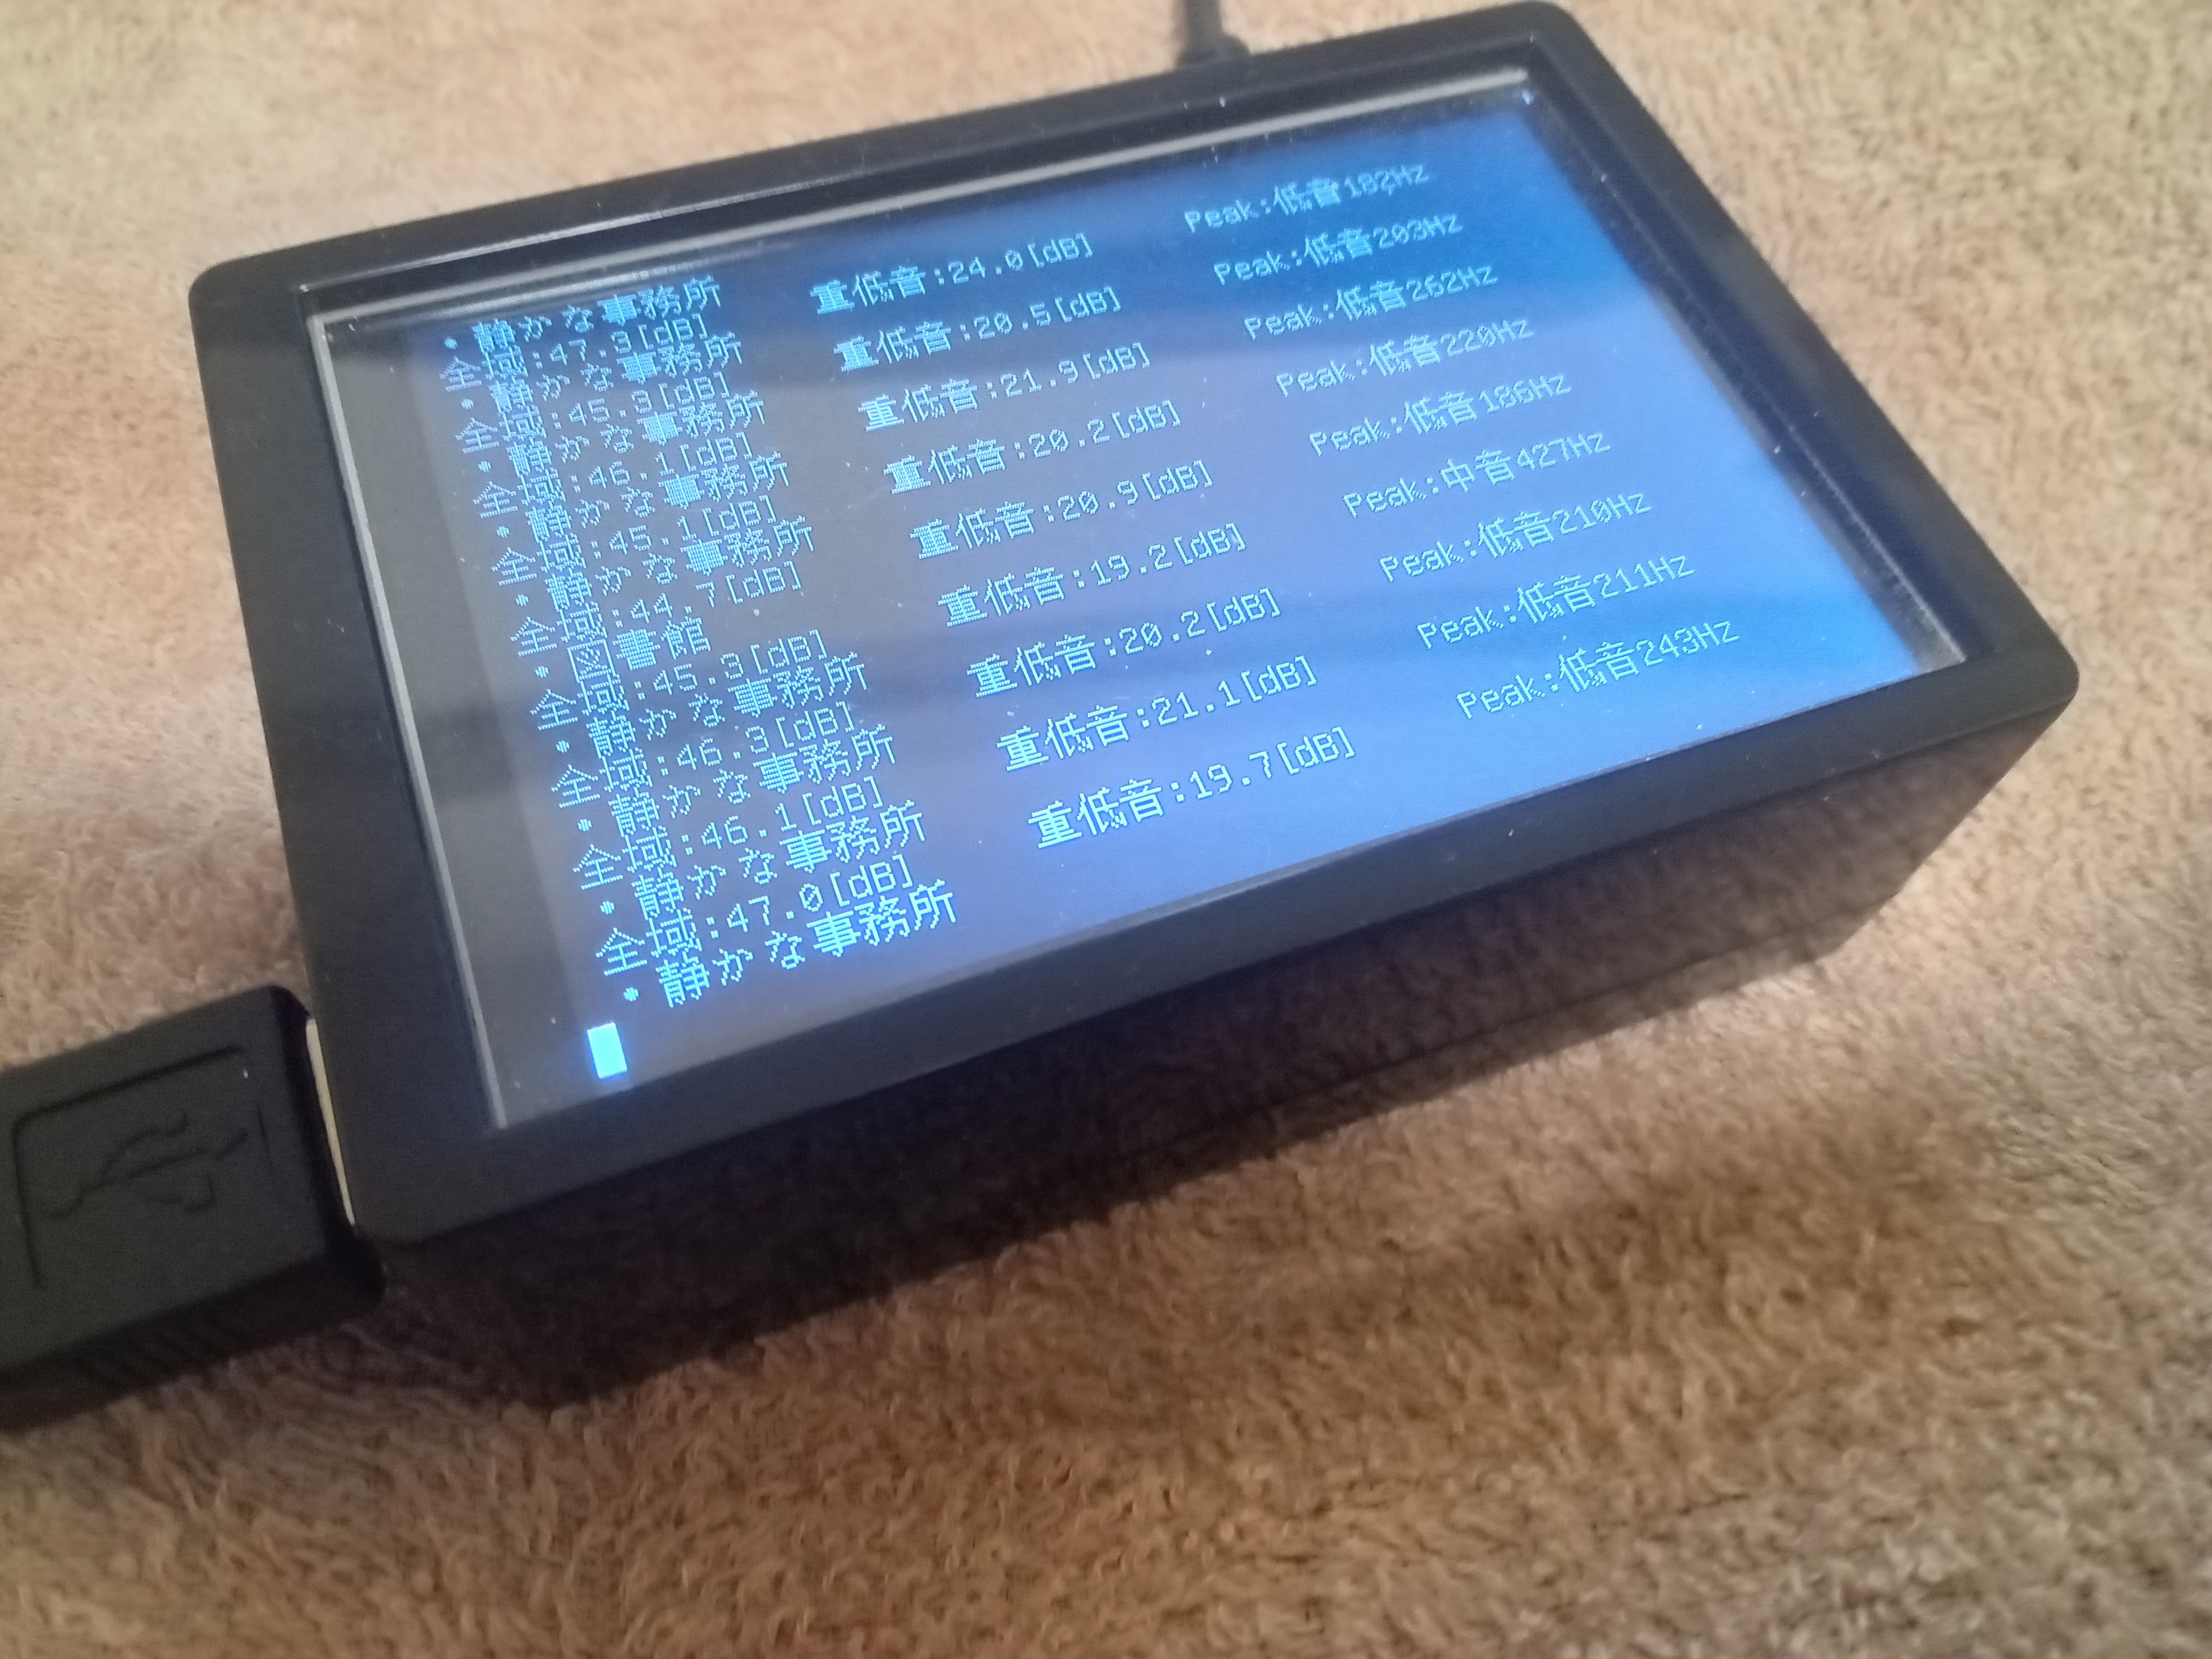 * 静かな事務所
全域:47.3[dB] 重低音:24.0[dB] Peak:低音182Hz
* 静かな事務所
全域:45.3[dB] 重低音:20.5[dB] Peak:低音203Hz
* 静かな事務所
全域:46.1[dB] 重低音:21.9[dB] Peak:低音262Hz
* 静かな事務所
全域:45.1[dB] 重低音:20.2[dB] Peak:低音220Hz
* 静かな事務所
全域:44.7[dB] 重低音:20.9[dB] Peak:低音186Hz
* 図書館
全域:45.3[dB] 重低音:19.2[dB] Peak:中音427Hz
* 静かな事務所
全域:46.3[dB] 重低音:20.2[dB] Peak:低音210Hz
* 静かな事務所
全域:46.1[dB] 重低音:21.1[dB] Peak:低音211Hz
* 静かな事務所
全域:47.0[dB] 重低音:19.7[dB] Peak:低音243Hz
* 静かな事務所